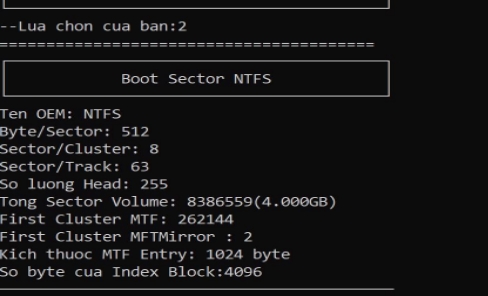 --Lua chon cua ban:2
========================================
Boot Sector NTFS
Ten OEM: NTFS
Byte/Sector: 512
Sector/Cluster: 8
Sector/Track: 63
So luong Head: 255
Tong Sector Volume: 8386559(4.000GB)
First Cluster MTF: 262144
First Cluster MFTMirror : 2
Kich thuoc MTF Entry: 1024 byte
So byte cua Index Block:4096